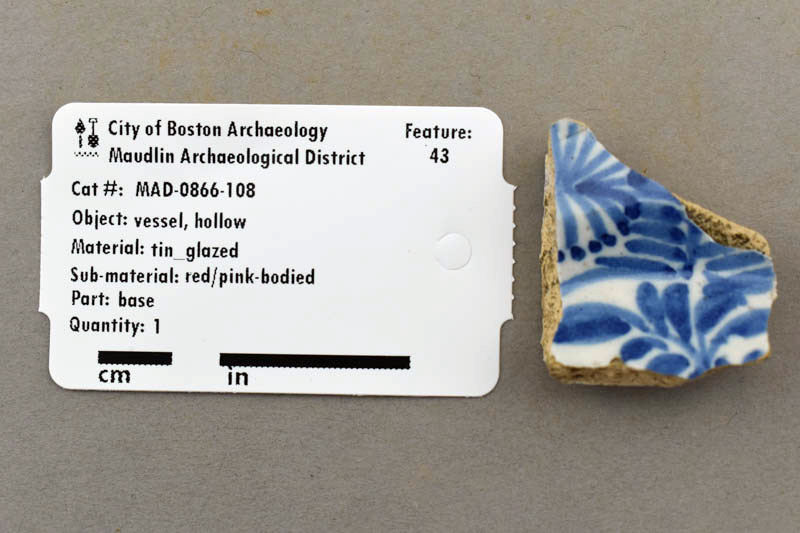 City of Boston Archaeology
Maudlin Archaeological District
Feature:
43
Cat #: MAD-0866-108
Object: vessel, hollow
Material: tin_glazed
Sub-material: red/pink-bodied
Part: base
Quantity: 1
cm
in